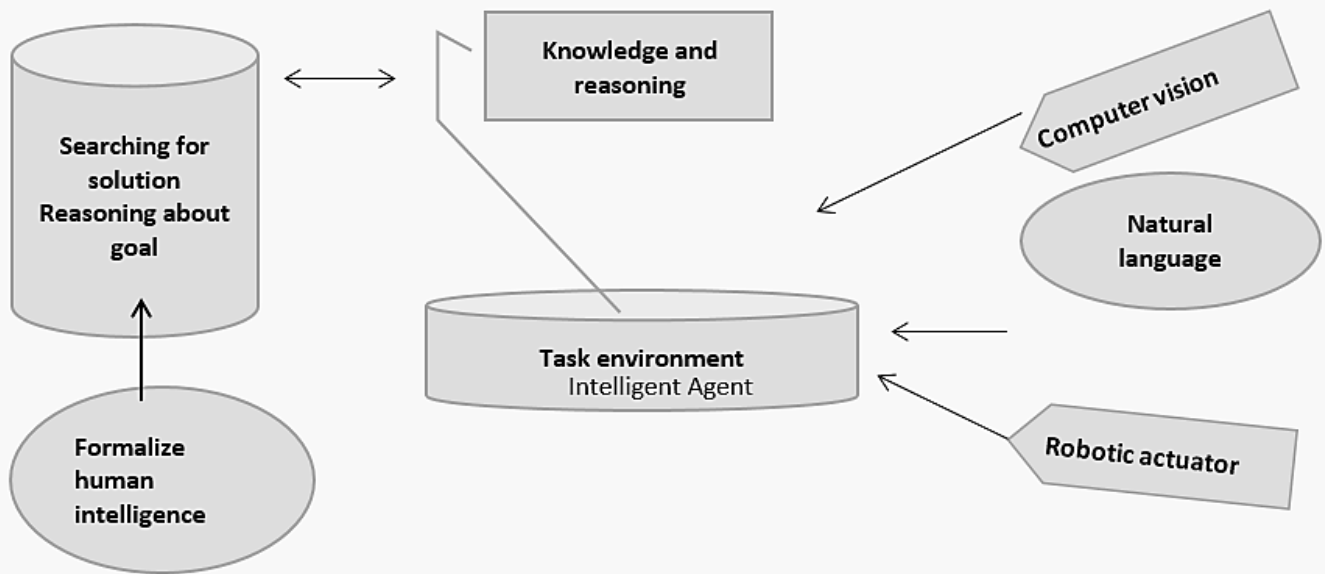 Knowledge and
reasoning
Searching for
solution
Reasoning about
goal
Computer vision
Natural
language
Task environment
Intelligent Agent
Formalize
human
intelligence
Robotic actuator